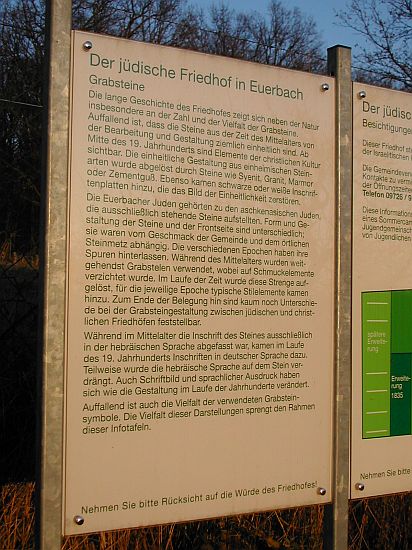 Der jüdische Friedhof in Euerbach
Grabsteine
Die lange Geschichte des Friedhofes zeigt sich neben der Natur
insbesondere an der Zahl und der Vielfalt der Grabsteine.
Auffallend ist, dass die Steine aus der Zeit des Mittelalters von
der Bearbeitung und Gestaltung ziemlich einheitlich sind. Ab
Mitte des 19. Jahrhunderts sind Elemente der christlichen Kultur
sichtbar. Die einheitliche Gestaltung aus einheimischen Stein-
arten wurde abgelöst durch Steine wie Syenit, Granit, Marmor
oder Zementguß. Ebenso kamen schwarze oder weiße Inschrif-
tenplatten hinzu, die das Bild der Einheitlichkeit zerstören.
Die Euerbacher Juden gehörten zu den aschkenasischen Juden,
die ausschließlich stehende Steine aufstellten. Form und Ge-
staltung der Steine und der Frontseite sind unterschiedlich;
sie waren vom Geschmack der Gemeinde und dem örtlichen
Steinmetz abhängig. Die verschiedenen Epochen haben ihre
Spuren hinterlassen. Während des Mittelalters wurden weit-
gehendst Grabstelen verwendet, wobei auf Schmuckelemente
verzichtet wurde. Im Laufe der Zeit wurde diese Strenge auf-
gelöst, für die jeweilige Epoche typische Stilelemente kamen
hinzu. Zum Ende der Belegung hin sind kaum noch Unterschie-
de bei der Grabsteingestaltung zwischen jüdischen und christ-
lichen Friedhöfen feststellbar.
Während im Mittelalter die Inschrift des Steines ausschließlich
in der hebräischen Sprache abgefasst war, kamen im Laufe
des 19. Jahrhunderts Inschriften in deutscher Sprache dazu.
Teilweise wurde die hebräische Sprache auf dem Stein ver-
drängt. Auch Schriftbild und sprachlicher Ausdruck haben
sich wie die Gestaltung im Laufe der Jahrhunderte verändert.
Auffallend ist auch die Vielfalt der verwendeten Grabstein-
symbole. Die Vielfalt dieser Darstellungen sprengt den Rahmen
dieser Infotafeln.
Nehmen Sie bitte Rücksicht auf die Würde des Friedhofes!
Der jüdisc
Besichtigungen
Dieser Friedhof st
der Israelitischen
Die Gemeindeverw
Kontakte zu verm
der Öffnungszeite
Telefon 09726 / 9
Diese Information
eines Sommerlag
Jugendgemeinsch
von Jugendlichen
spätere
Erweite-
rung
Erweite-
rung
1835
Nehmen Sie bitte